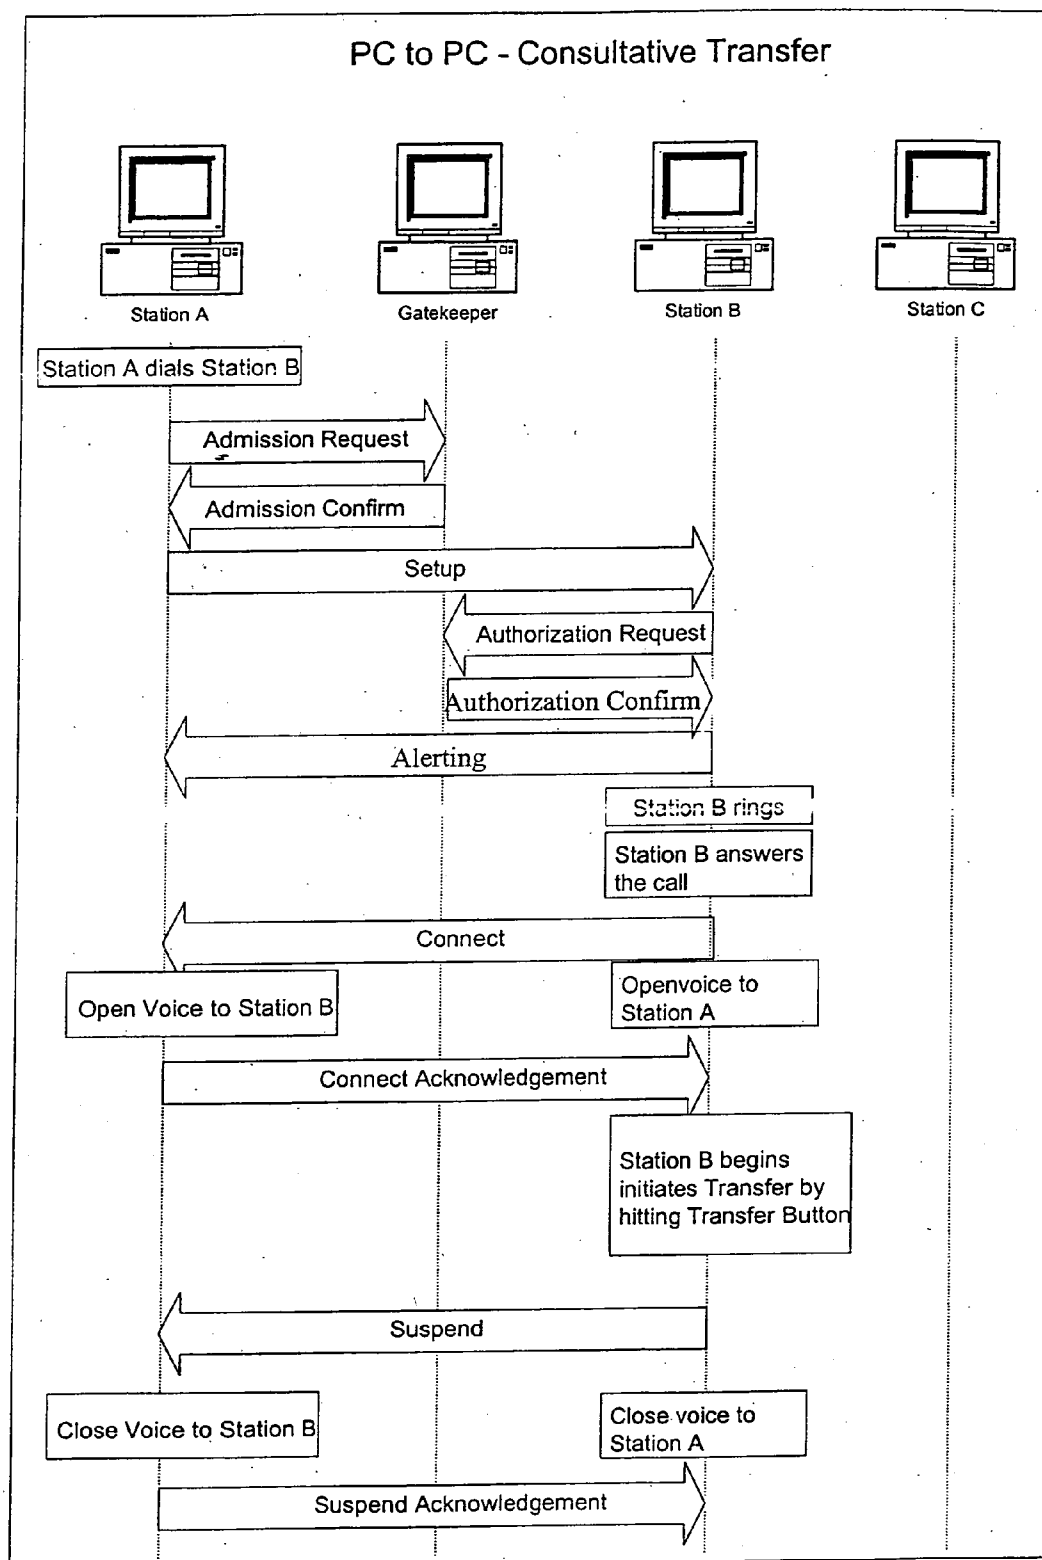 PC to PC - Consultative Transfer
Station A
Gatekeeper
Station B
Station C
Station A dials Station B
Admission Request
Admission Confirm
Setup
Authorization Request
Authorization Confirm
Alerting
Station B rings
Station B answers
the call
Connect
Open Voice to Station B
Openvoice to
Station A
Connect Acknowledgement
Station B begins
initiates Transfer by
hitting Transfer Button
Suspend
Close Voice to Station B
Close voice to
Station A
Suspend Acknowledgement